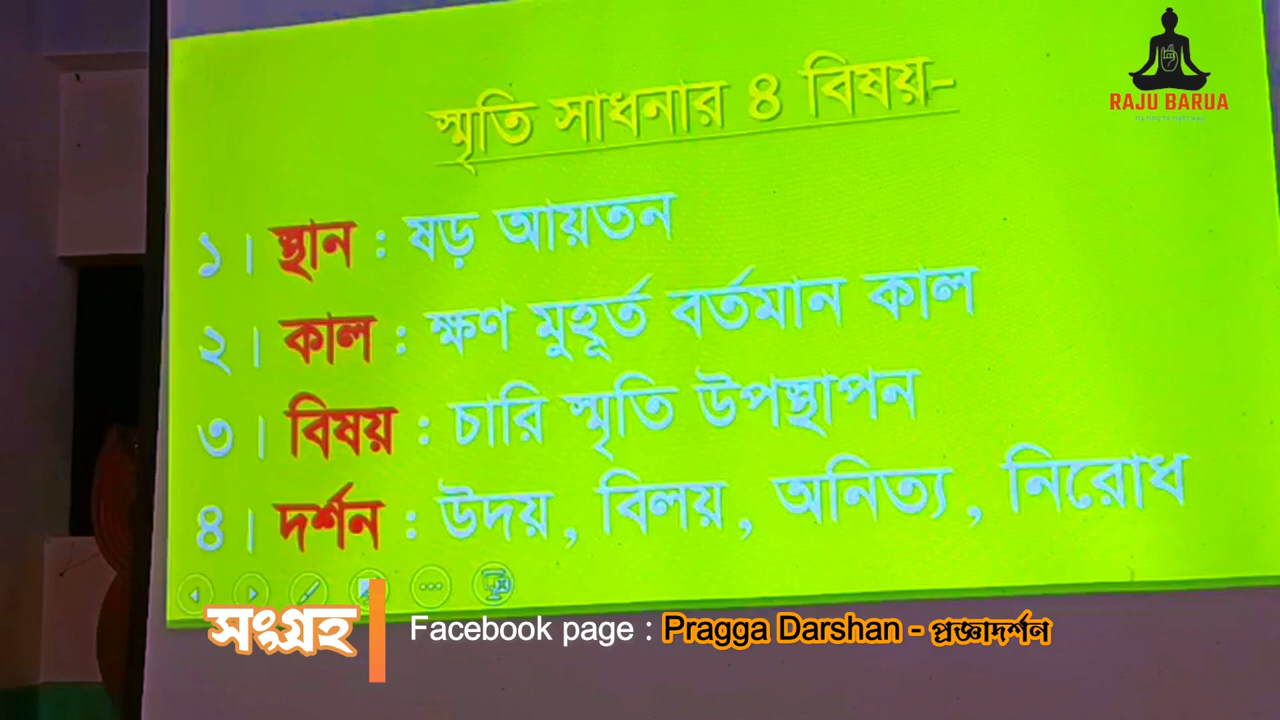 RAJU BARUA
স্মৃতি সাধনার ৪ বিষয়-
১। স্থান : ষড় আয়তন
২। কাল : ক্ষণ মুহূর্ত বর্তমান কাল
৩। বিষয় : চারি স্মৃতি উপস্থাপন
৪। দর্শন : উদয়, বিলয়, অনিত্য, নিরোধ
সংগ্রহ
Facebook page : Pragga Darshan - প্রজ্ঞাদর্শন